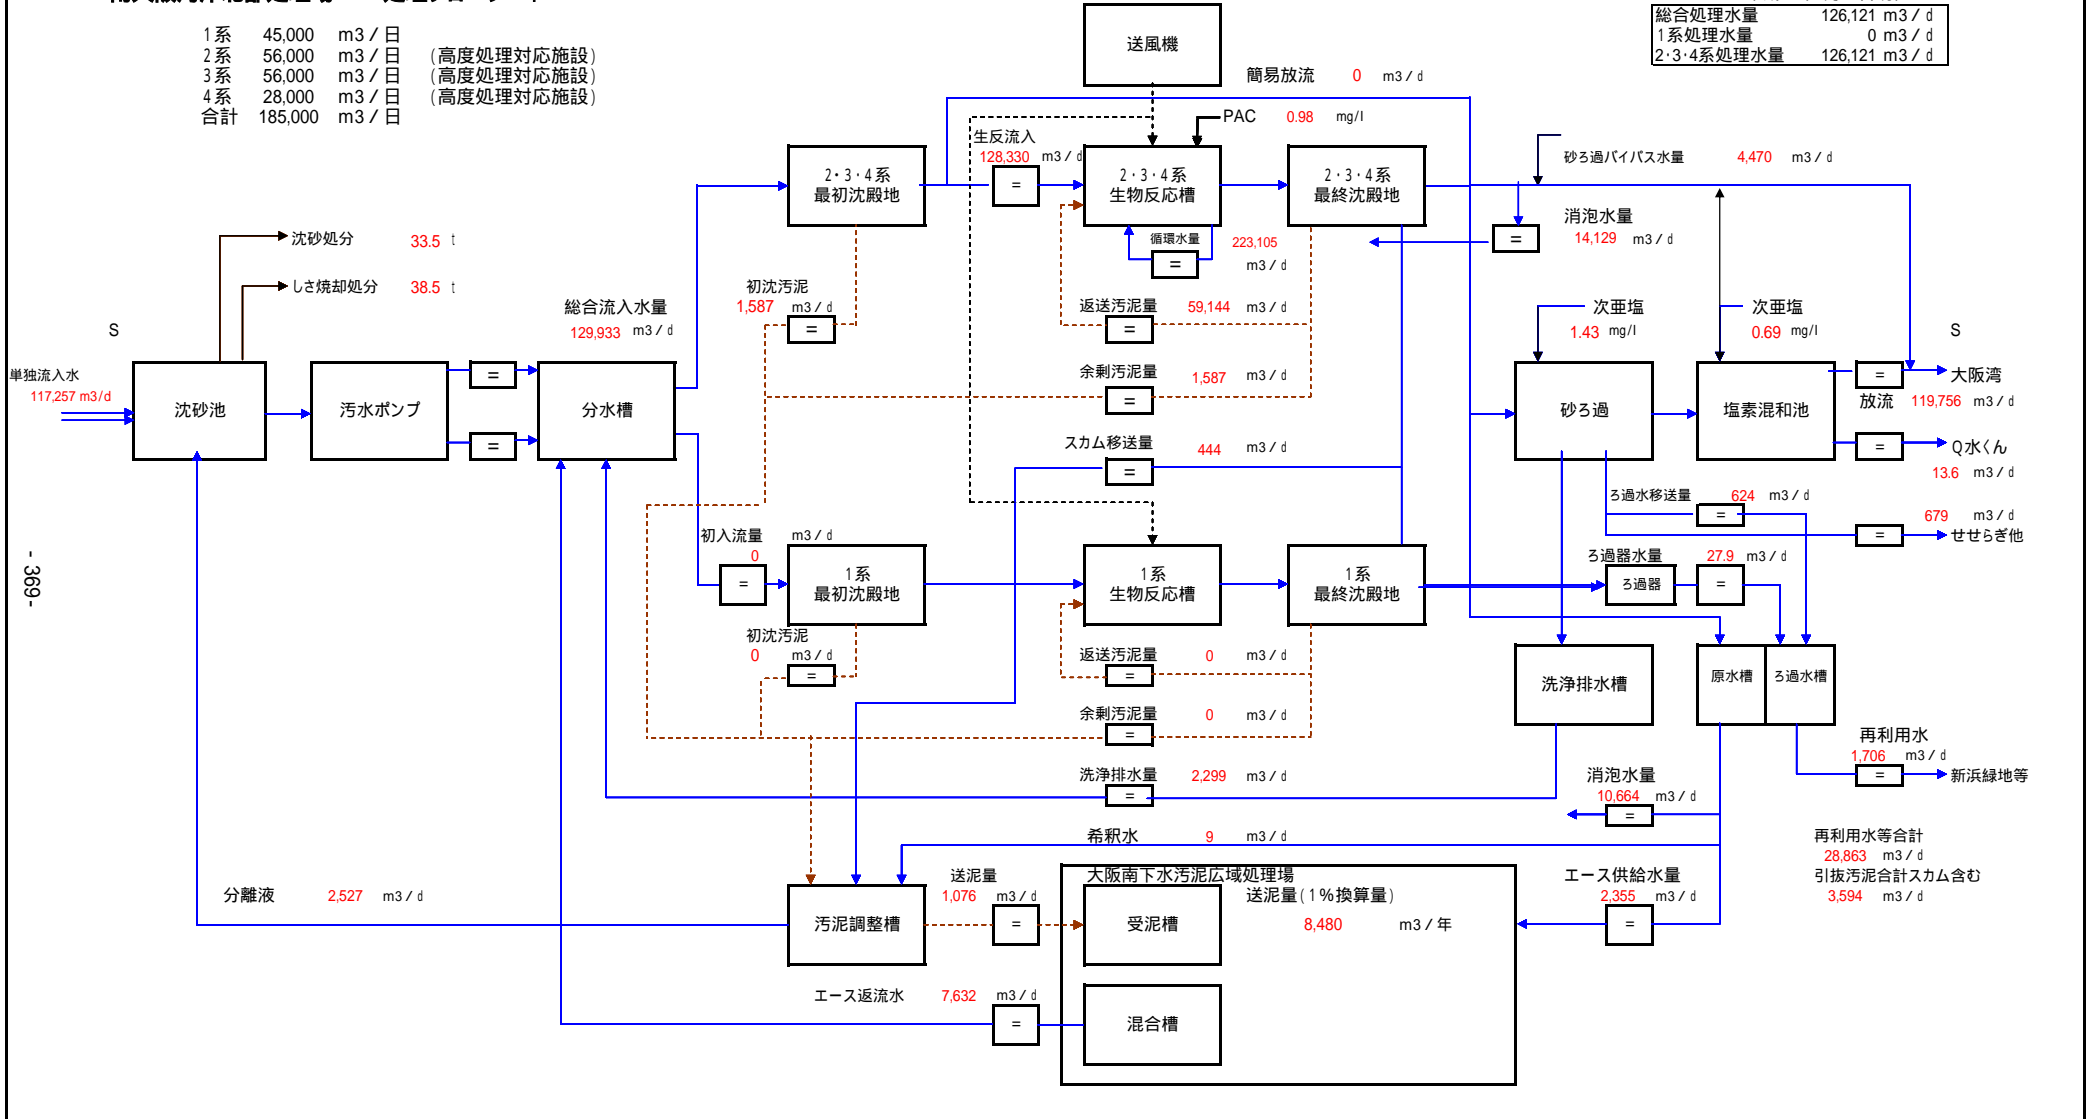 総合処理水量 126,121 m3/d
1系処理水量 0 m3/d
2・3・4系処理水量 126,121 m3/d
1系 45,000 m3/日
2系 56,000 m3/日 (高度処理対応施設)
3系 56,000 m3/日 (高度処理対応施設)
4系 28,000 m3/日 (高度処理対応施設)
合計 185,000 m3/日
送風機
簡易放流 0 m3/d
PAC 0.98 mg/l
生反流入
128,330 m3/d
=
2・3・4系
最初沈殿地
2・3・4系
生物反応槽
2・3・4系
最終沈殿地
砂ろ過バイパス水量 4,470 m3/d
消泡水量
14,129 m3/d
=
循環水量 223,105
m3/d
=
沈砂処分 33.5 t
しさ焼却処分 38.5 t
初沈汚泥
1,587 m3/d
=
総合流入水量
129,933 m3/d
返送汚泥量 59,144 m3/d
=
余剰汚泥量 1,587 m3/d
=
次亜塩
1.43 mg/l
次亜塩
0.69 mg/l
S
S
単独流入水
117,257 m3/d
沈砂池
汚水ポンプ
=
=
分水槽
砂ろ過
塩素混和池
=
大阪湾
放流 119,756 m3/d
=
Q水くん
13.6 m3/d
スカム移送量 444 m3/d
=
ろ過水移送量 624 m3/d
=
679 m3/d
=
せせらぎ他
初入流量 m3/d
0
=
1系
最初沈殿地
1系
生物反応槽
1系
最終沈殿地
ろ過器水量 27.9 m3/d
ろ過器
=
- 369 -
初沈汚泥
0 m3/d
=
返送汚泥量 0 m3/d
=
余剰汚泥量 0 m3/d
=
洗浄排水槽
原水槽
ろ過水槽
再利用水
1,706 m3/d
=
新浜緑地等
洗浄排水量 2,299 m3/d
=
消泡水量
10,664 m3/d
=
希釈水 9 m3/d
再利用水等合計
28,863 m3/d
引抜汚泥合計スカム含む
3,594 m3/d
分離液 2,527 m3/d
汚泥調整槽
送泥量
1,076 m3/d
=
大阪南下水汚泥広域処理場
受泥槽
送泥量(1%換算量)
8,480 m3/年
エース供給水量
2,355 m3/d
=
エース返流水 7,632 m3/d
=
混合槽